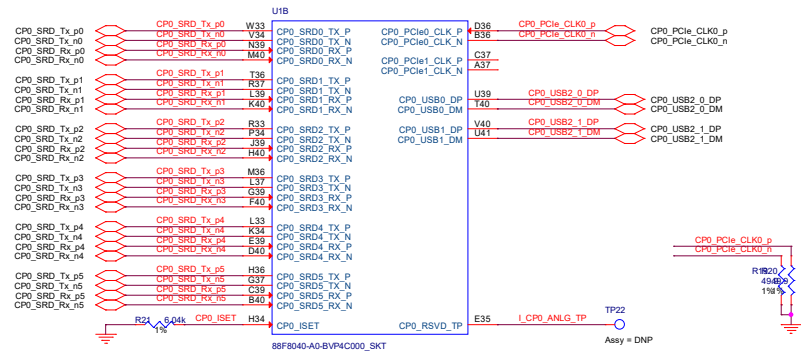 U1B
CP0_SRD_Tx_p0 CP0_SRD_Tx_p0 W33 CP0_SRD0_TX_P CP0_PCIe0_CLK_P D36 CP0_PCIe_CLK0_p CP0_PCIe_CLK0_p
CP0_SRD_Tx_n0 CP0_SRD_Tx_n0 V34 CP0_SRD0_TX_N CP0_PCIe0_CLK_N B36 CP0_PCIe_CLK0_n CP0_PCIe_CLK0_n
CP0_SRD_Rx_p0 CP0_SRD_Rx_p0 N39 CP0_SRD0_RX_P
CP0_SRD_Rx_n0 CP0_SRD_Rx_n0 M40 CP0_SRD0_RX_N CP0_PCIe1_CLK_P C37
CP0_PCIe1_CLK_N A37
CP0_SRD_Tx_p1 CP0_SRD_Tx_p1 T36 CP0_SRD1_TX_P
CP0_SRD_Tx_n1 CP0_SRD_Tx_n1 R37 CP0_SRD1_TX_N
CP0_SRD_Rx_p1 CP0_SRD_Rx_p1 L39 CP0_SRD1_RX_P CP0_USB0_DP U39 CP0_USB2_0_DP CP0_USB2_0_DP
CP0_SRD_Rx_n1 CP0_SRD_Rx_n1 K40 CP0_SRD1_RX_N CP0_USB0_DM T40 CP0_USB2_0_DM CP0_USB2_0_DM
CP0_SRD_Tx_p2 CP0_SRD_Tx_p2 R33 CP0_SRD2_TX_P CP0_USB1_DP V40 CP0_USB2_1_DP CP0_USB2_1_DP
CP0_SRD_Tx_n2 CP0_SRD_Tx_n2 P34 CP0_SRD2_TX_N CP0_USB1_DM U41 CP0_USB2_1_DM CP0_USB2_1_DM
CP0_SRD_Rx_p2 CP0_SRD_Rx_p2 J39 CP0_SRD2_RX_P
CP0_SRD_Rx_n2 CP0_SRD_Rx_n2 H40 CP0_SRD2_RX_N
CP0_SRD_Tx_p3 CP0_SRD_Tx_p3 M36 CP0_SRD3_TX_P
CP0_SRD_Tx_n3 CP0_SRD_Tx_n3 L37 CP0_SRD3_TX_N
CP0_SRD_Rx_p3 CP0_SRD_Rx_p3 G39 CP0_SRD3_RX_P
CP0_SRD_Rx_n3 CP0_SRD_Rx_n3 F40 CP0_SRD3_RX_N
CP0_SRD_Tx_p4 CP0_SRD_Tx_p4 L33 CP0_SRD4_TX_P
CP0_SRD_Tx_n4 CP0_SRD_Tx_n4 K34 CP0_SRD4_TX_N
CP0_SRD_Rx_p4 CP0_SRD_Rx_p4 E39 CP0_SRD4_RX_P CP0_PCIe_CLK0_p
CP0_SRD_Rx_n4 CP0_SRD_Rx_n4 D40 CP0_SRD4_RX_N CP0_PCIe_CLK0_n
CP0_SRD_Tx_p5 CP0_SRD_Tx_p5 H36 CP0_SRD5_TX_P
CP0_SRD_Tx_n5 CP0_SRD_Tx_n5 G37 CP0_SRD5_TX_N
CP0_SRD_Rx_p5 CP0_SRD_Rx_p5 C39 CP0_SRD5_RX_P
CP0_SRD_Rx_n5 CP0_SRD_Rx_n5 B40 CP0_SRD5_RX_N 1% 1%
R21 6.04k CP0_ISET H34 CP0_ISET CP0_RSVD_TP E35 I_CP0_ANLG_TP TP22
1%
88F8040-A0-BVP4C000_SKT Assy = DNP